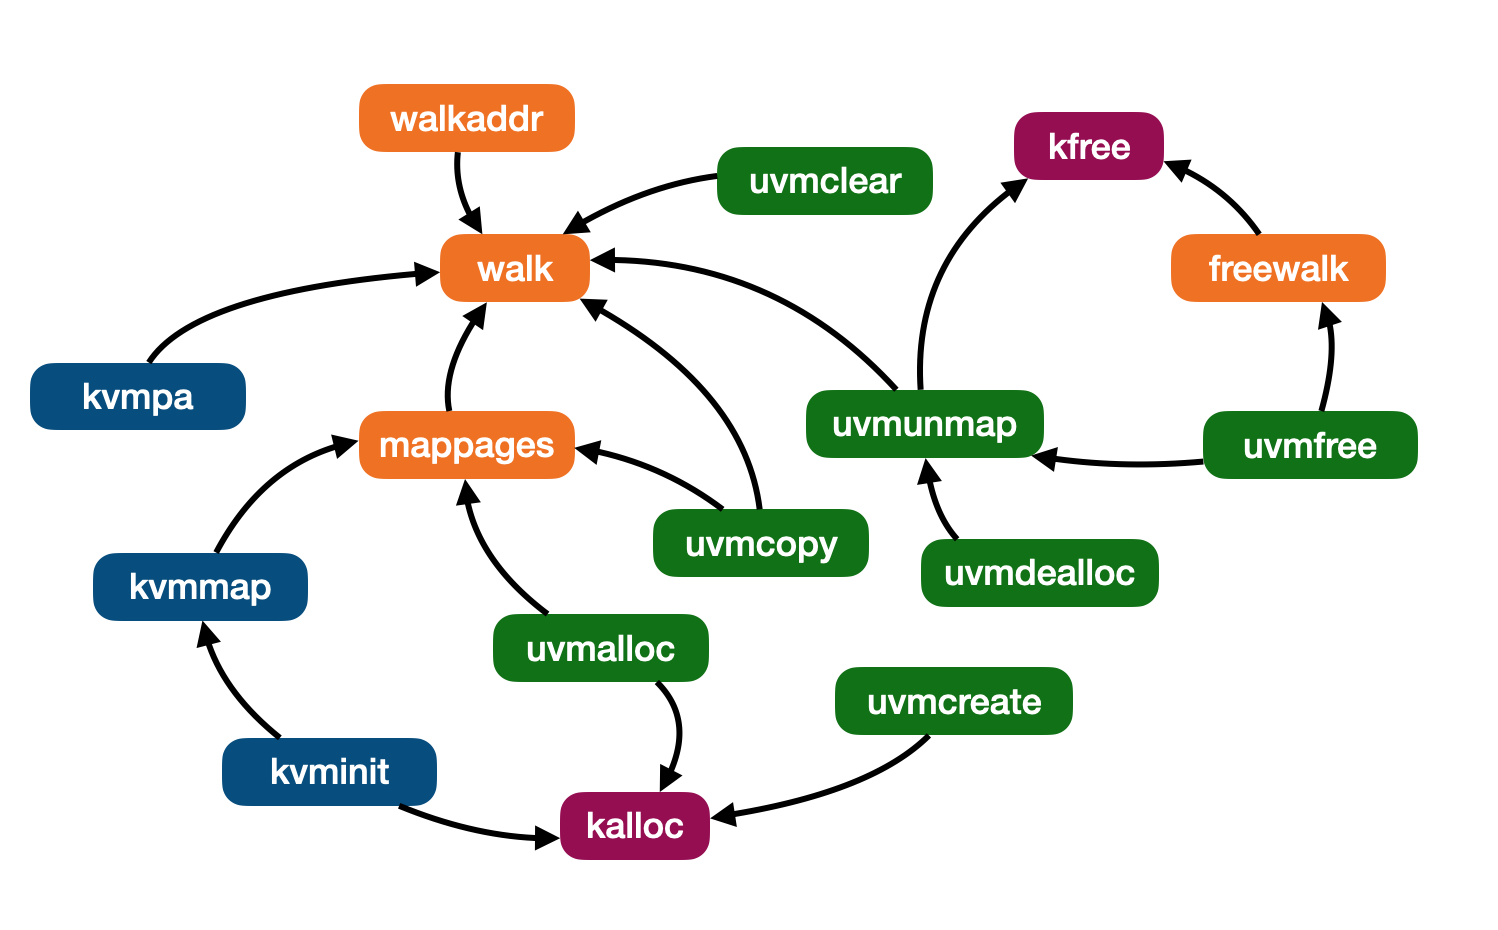 walkaddr
kfree
uvmclear
walk
freewalk
kvmpa
uvmunmap
mappages
uvmfree
uvmcopy
uvmdealloc
kvmmap
uvmalloc
uvmcreate
kvminit
kalloc